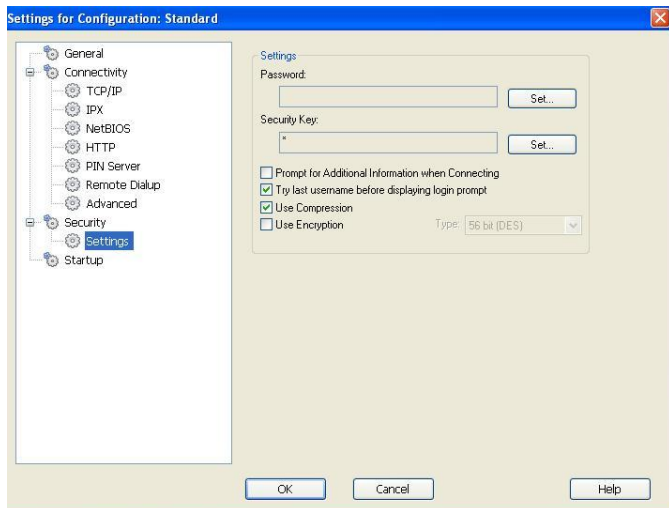 Settings for Configuration: Standard
General
Connectivity
TCP/IP
IPX
NetBIOS
HTTP
PIN Server
Remote Dialup
Advanced
Security
Settings
Startup
Settings
Password:
Set...
Security Key:
*
Set...
Prompt for Additional Information when Connecting
Try last username before displaying login prompt
Use Compression
Use Encryption Type: 56 bit (DES)
OK Cancel Help